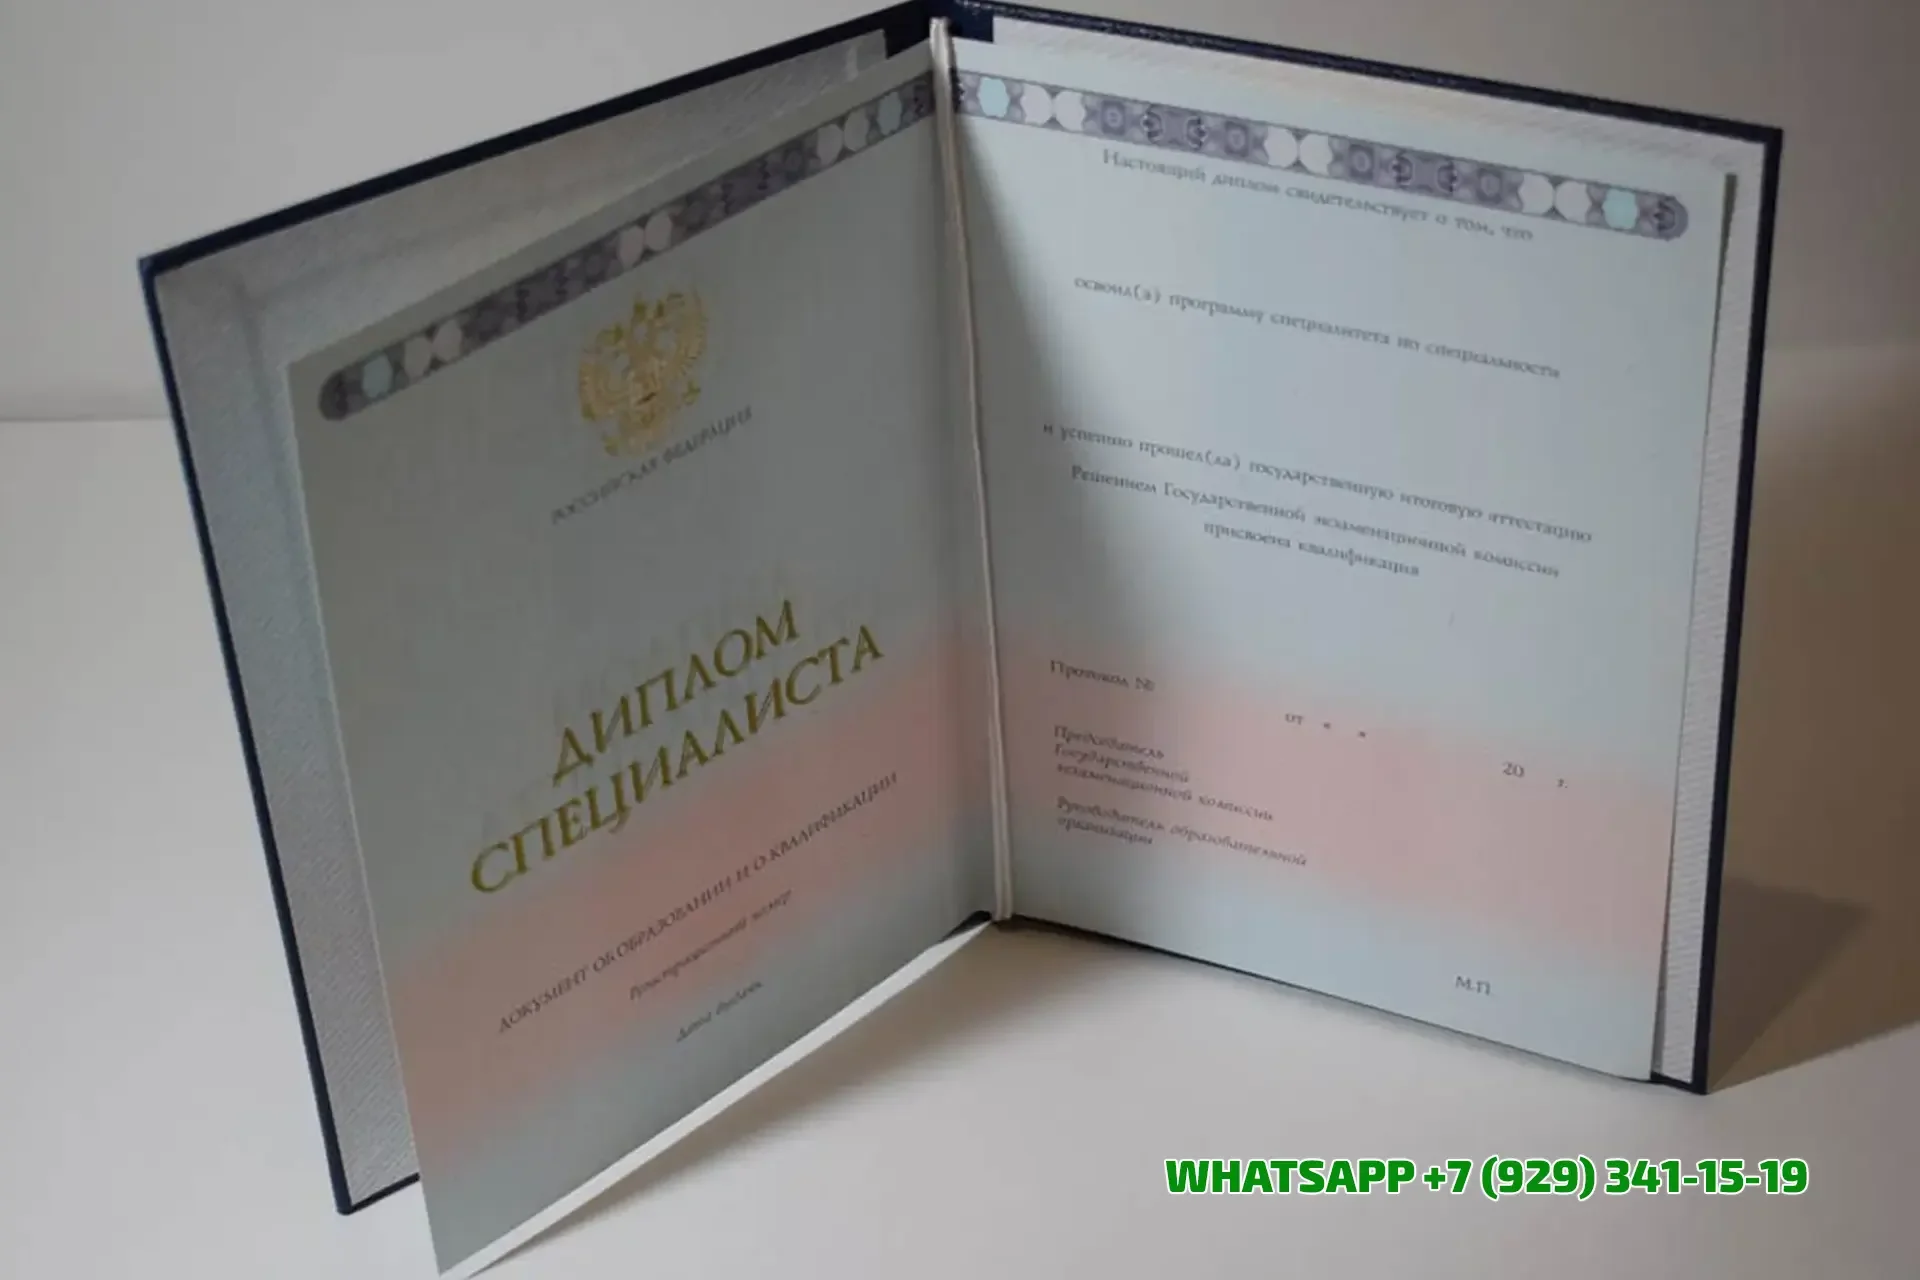 РОССИЙСКАЯ ФЕДЕРАЦИЯ
ДИПЛОМ
СПЕЦИАЛИСТА
ДОКУМЕНТ ОБ ОБРАЗОВАНИИ И О КВАЛИФИКАЦИИ
Регистрационный номер
Дата выдачи
Настоящий диплом свидетельствует о том, что
освоил(а) программу специалитета по специальности
и успешно прошел(ла) государственную итоговую аттестацию
Решением Государственной экзаменационной комиссии
присвоена квалификация
Протокол №
от « » 20 г.
Председатель
Государственной
экзаменационной комиссии
Руководитель образовательной
организации
М.П.
WHATSAPP +7 (929) 341-15-19